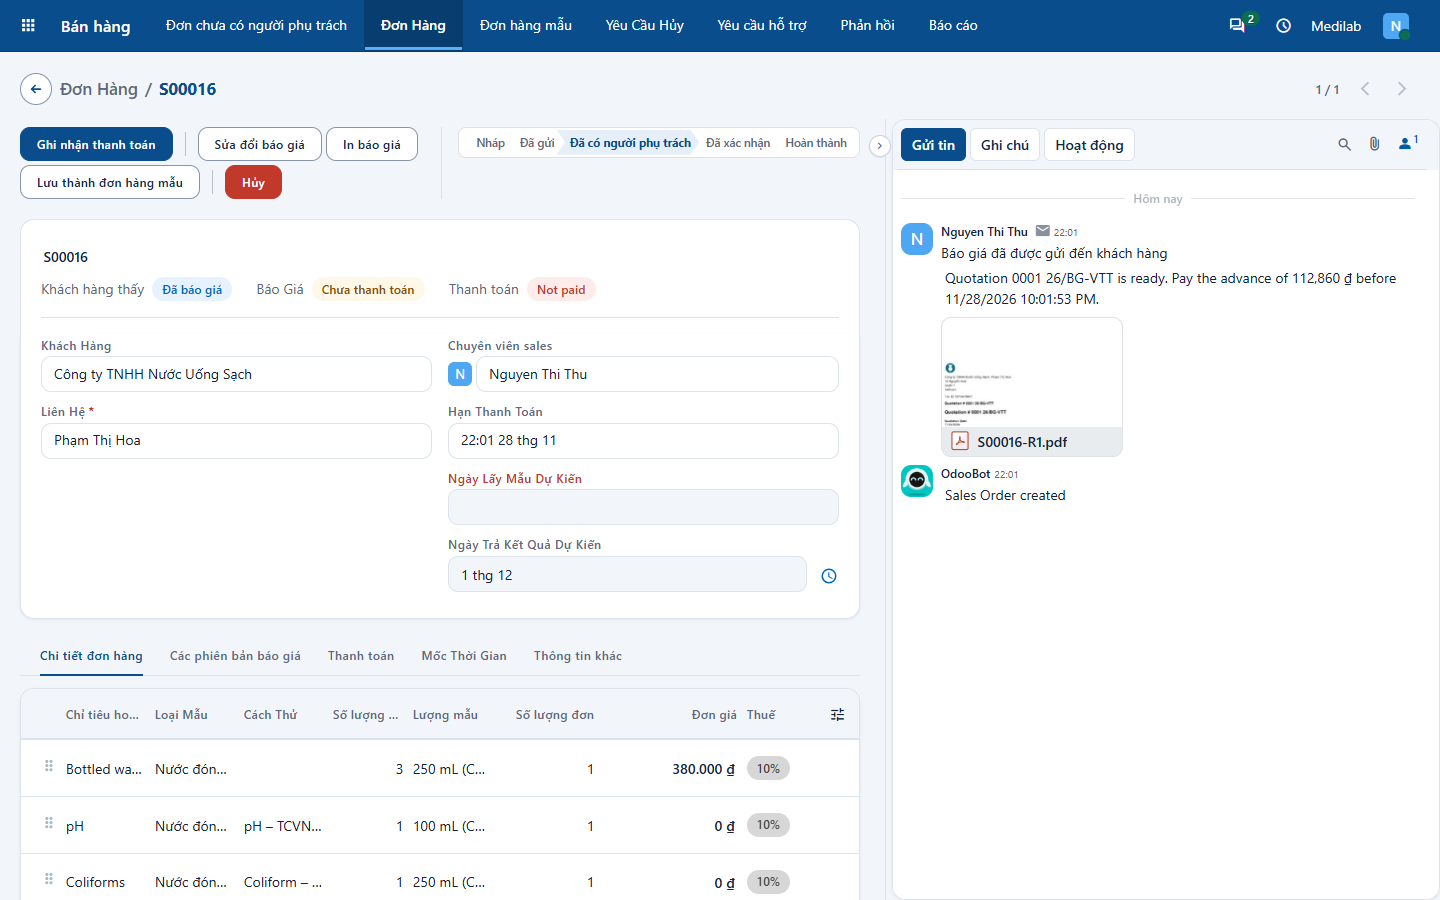 Bán hàng
Đơn chưa có người phụ trách
Đơn Hàng
Đơn hàng mẫu
Yêu Cầu Hủy
Yêu cầu hỗ trợ
Phản hồi
Báo cáo
2
Medilab
N
Đơn Hàng / S00016
1 / 1
Ghi nhận thanh toán
Sửa đổi báo giá
In báo giá
Lưu thành đơn hàng mẫu
Hủy
Nháp
Đã gửi
Đã có người phụ trách
Đã xác nhận
Hoàn thành
S00016
Khách hàng thấy Đã báo giá
Báo Giá Chưa thanh toán
Thanh toán Not paid
Khách Hàng
Công ty TNHH Nước Uống Sạch
Liên Hệ *
Phạm Thị Hoa
Chuyên viên sales
N Nguyen Thi Thu
Hạn Thanh Toán
22:01 28 thg 11
Ngày Lấy Mẫu Dự Kiến
Ngày Trả Kết Quả Dự Kiến
1 thg 12
Chi tiết đơn hàng
Các phiên bản báo giá
Thanh toán
Mốc Thời Gian
Thông tin khác
Chỉ tiêu ho... Loại Mẫu Cách Thử Số lượng ... Lượng mẫu Số lượng đơn Đơn giá Thuế
Bottled wa... Nước đón... 3 250 mL (C... 1 380.000 ₫ 10%
pH Nước đón... pH – TCVN... 1 100 mL (C... 1 0 ₫ 10%
Coliforms Nước đón... Coliform – ... 1 250 mL (C... 1 0 ₫ 10%
Gửi tin
Ghi chú
Hoạt động
1
Hôm nay
N
Nguyen Thi Thu 22:01
Báo giá đã được gửi đến khách hàng
Quotation 0001 26/BG-VTT is ready. Pay the advance of 112,860 ₫ before
11/28/2026 10:01:53 PM.
Quotation # 0001 26/BG-VTT
Quotation # 0001 26/BG-VTT
S00016-R1.pdf
OdooBot 22:01
Sales Order created